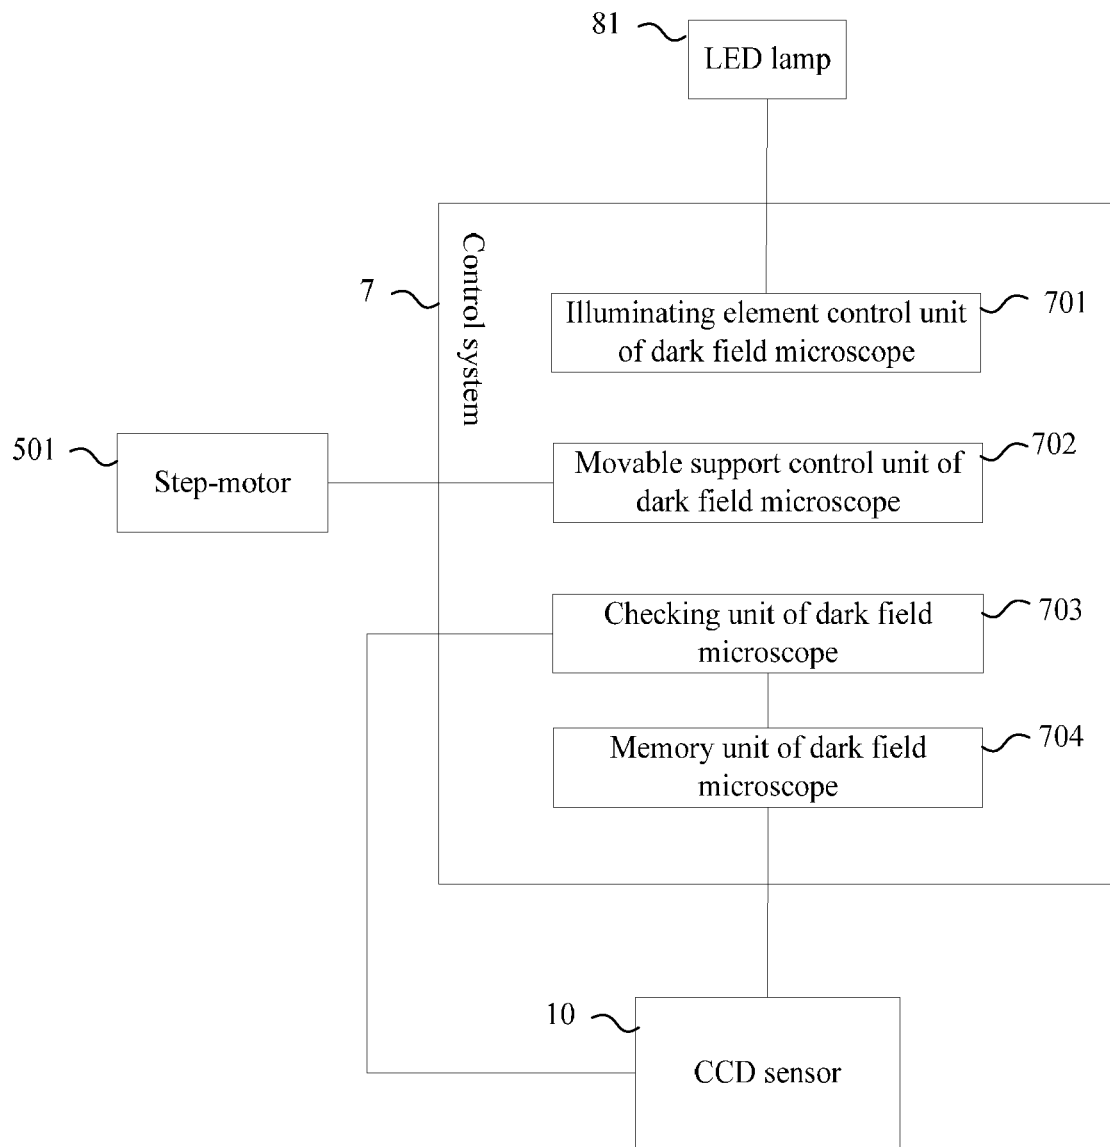 81
LED lamp
Control system
7
Illuminating element control unit
of dark field microscope
701
501
Step-motor
Movable support control unit of
dark field microscope
702
Checking unit of dark field
microscope
703
Memory unit of dark field
microscope
704
10
CCD sensor